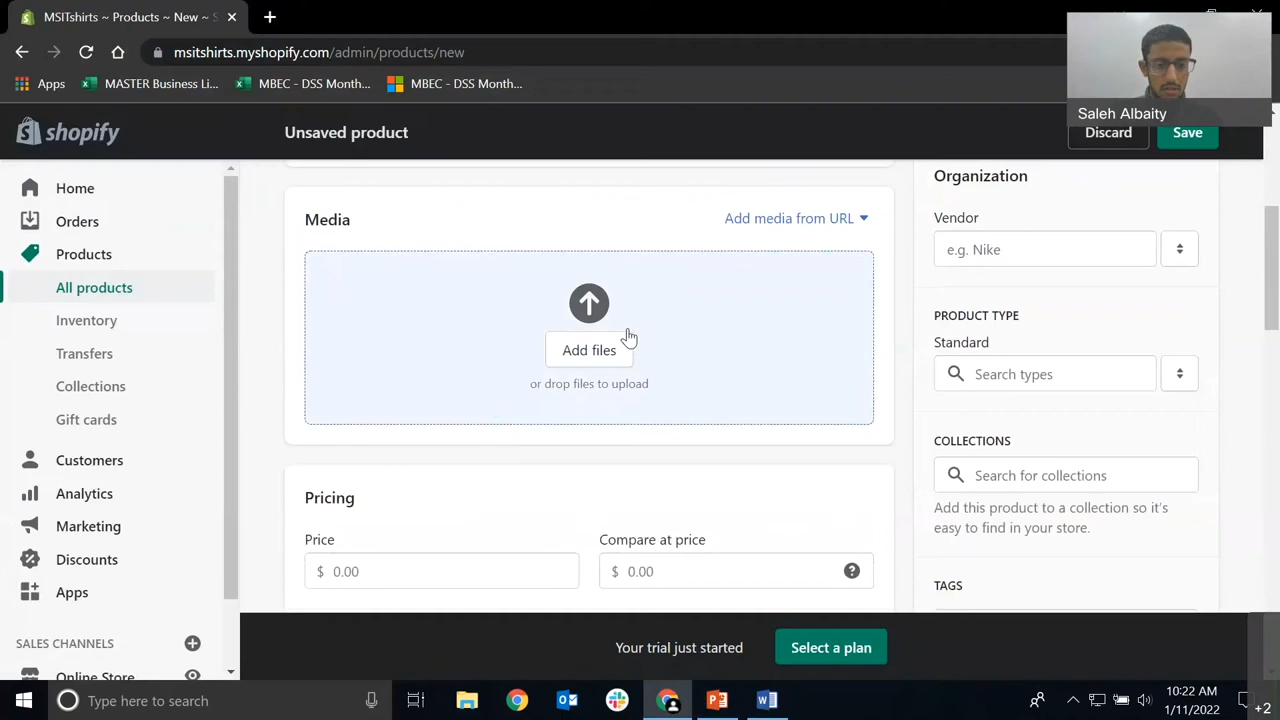 MSITshirts ~ Products ~ New ~ S
msitshirts.myshopify.com/admin/products/new
Apps
MASTER Business Li...
MBEC - DSS Month...
MBEC - DSS Month...
Saleh Albaity
shopify
Unsaved product
Discard
Save
Home
Orders
Products
All products
Inventory
Transfers
Collections
Gift cards
Customers
Analytics
Marketing
Discounts
Apps
SALES CHANNELS
Online Store
Media
Add media from URL
Add files
or drop files to upload
Pricing
Price
Compare at price
$ 0.00
$ 0.00
Organization
Vendor
e.g. Nike
PRODUCT TYPE
Standard
Search types
COLLECTIONS
Search for collections
Add this product to a collection so it's
easy to find in your store.
TAGS
Your trial just started
Select a plan
Type here to search
10:22 AM
1/11/2022
+2